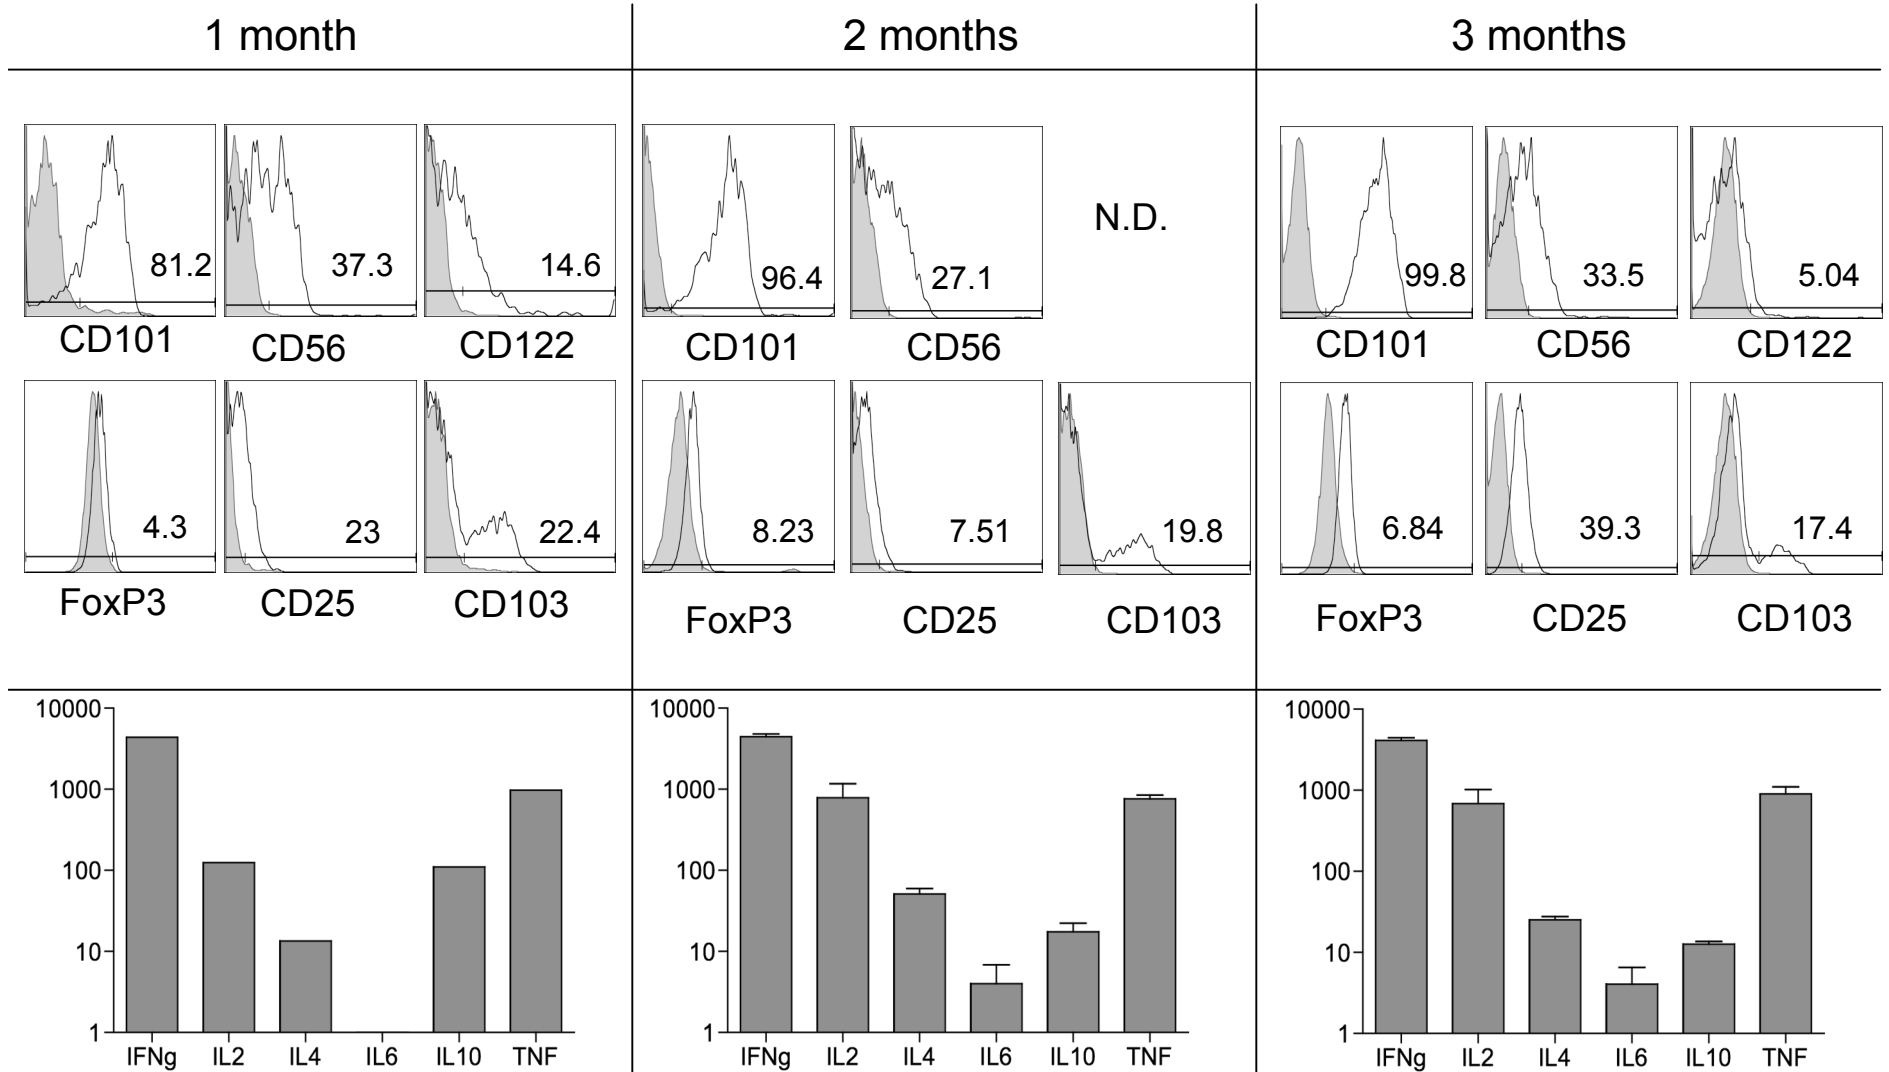 1 month 2 months 3 months
81.2 37.3 14.6 96.4 27.1 N.D. 99.8 33.5 5.04
CD101 CD56 CD122 CD101 CD56 CD101 CD56 CD122
4.3 23 22.4 8.23 7.51 19.8 6.84 39.3 17.4
FoxP3 CD25 CD103 FoxP3 CD25 CD103 FoxP3 CD25 CD103
10000 10000 10000
1000 1000 1000
100 100 100
10 10 10
1 1 1
IFNg IL2 IL4 IL6 IL10 TNF IFNg IL2 IL4 IL6 IL10 TNF IFNg IL2 IL4 IL6 IL10 TNF